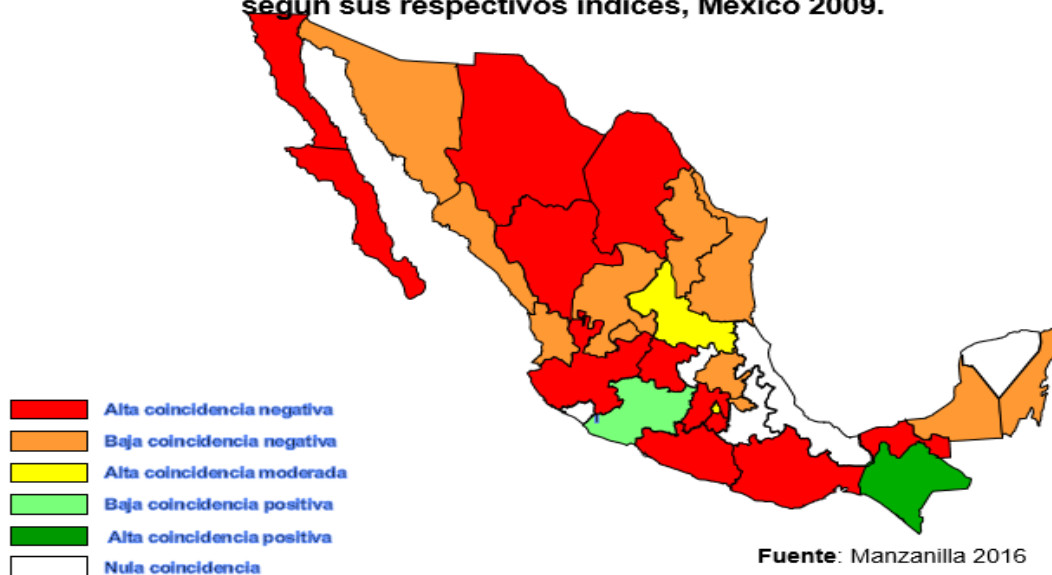 según sus respectivos índices, México 2009.
Alta coincidencia negativa
Baja coincidencia negativa
Alta coincidencia moderada
Baja coincidencia positiva
Alta coincidencia positiva
Nula coincidencia
Fuente: Manzanilla 2016